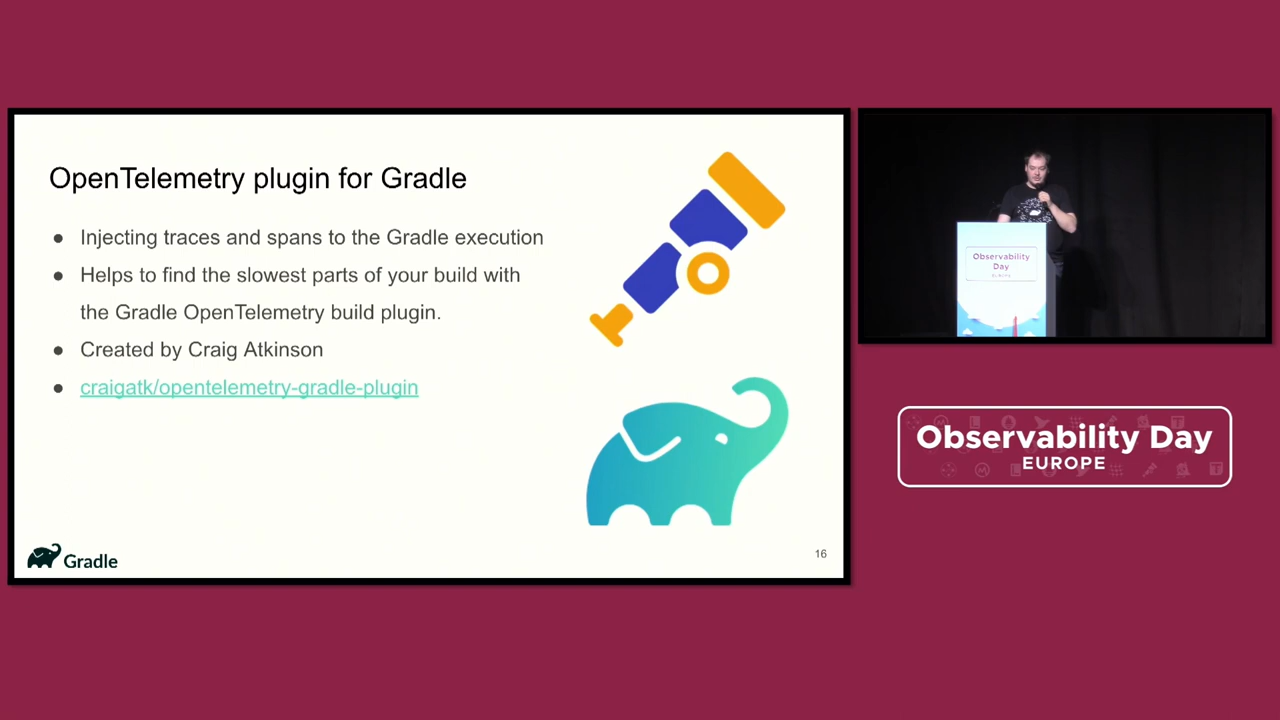 OpenTelemetry plugin for Gradle
● Injecting traces and spans to the Gradle execution
● Helps to find the slowest parts of your build with
the Gradle OpenTelemetry build plugin.
● Created by Craig Atkinson
● craigatk/opentelemetry-gradle-plugin
Gradle
16
Observability
Day
EUROPE
Observability Day
EUROPE